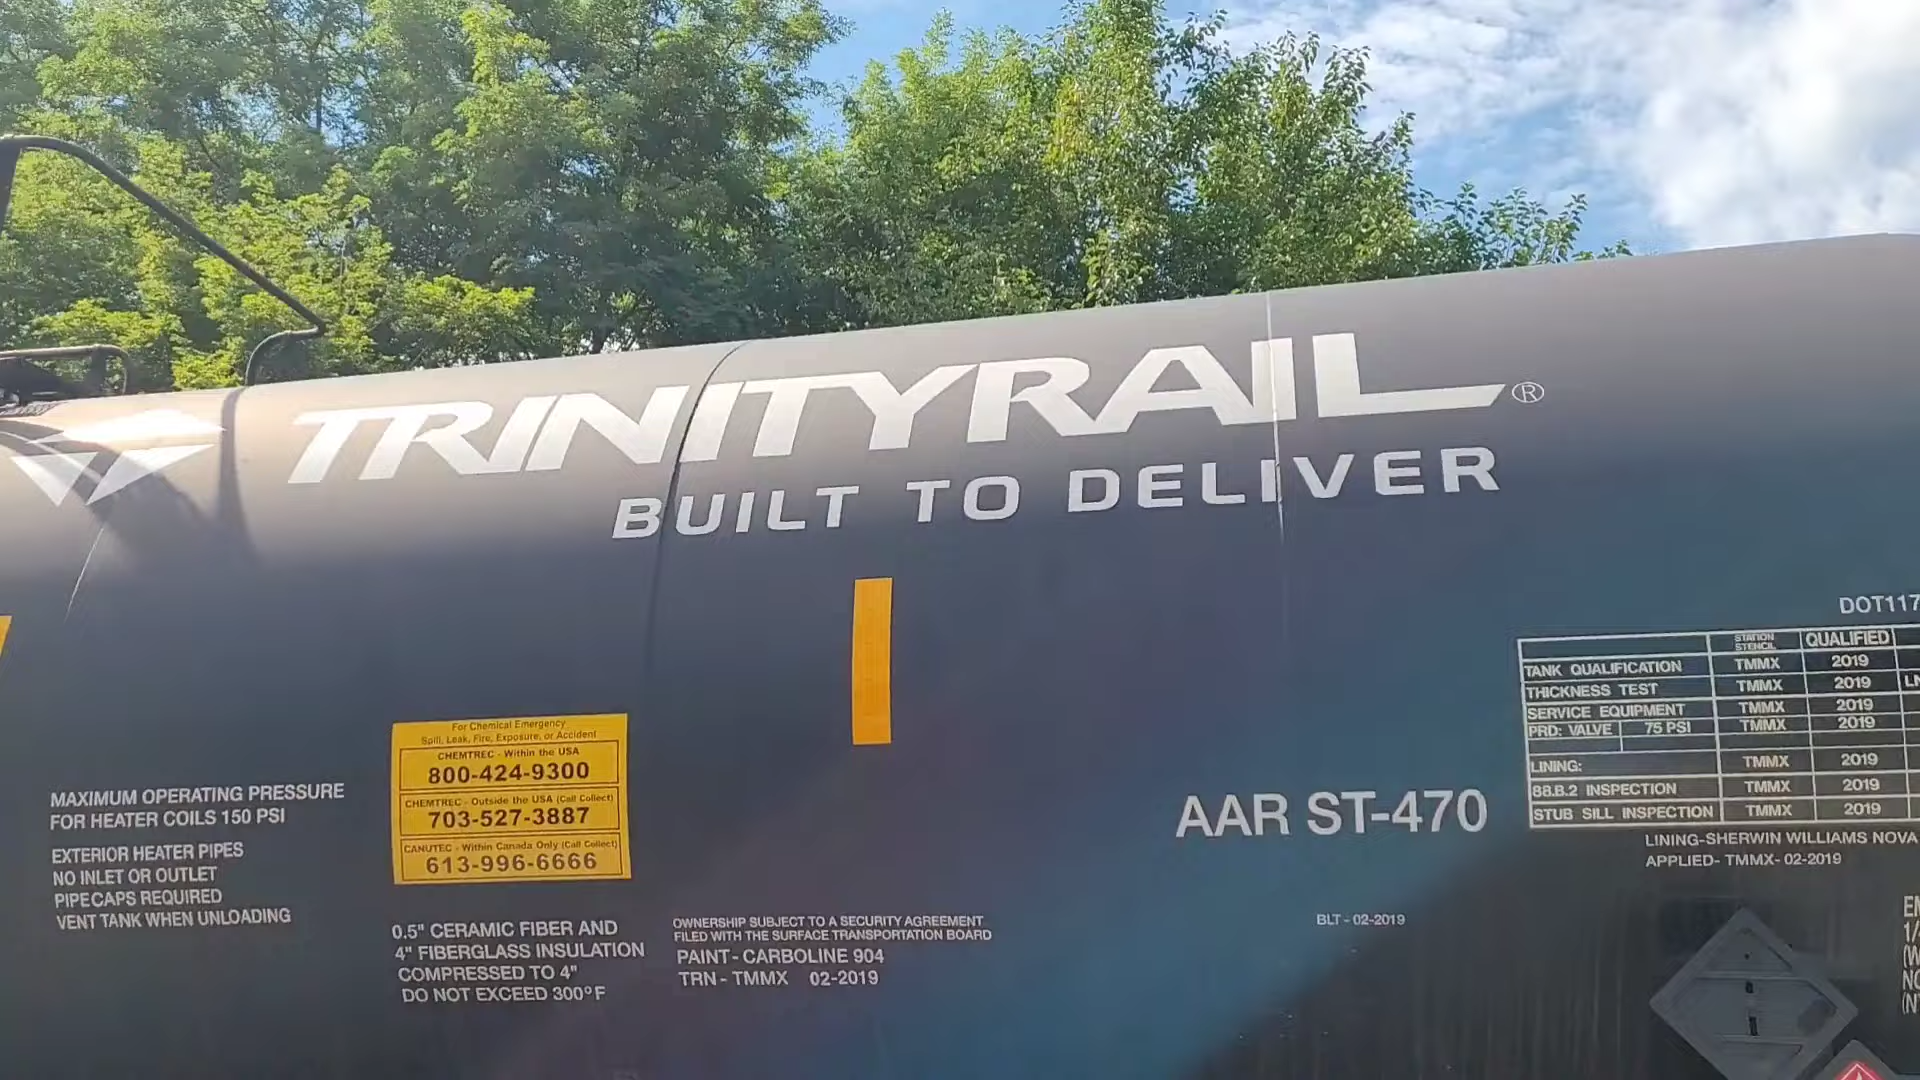 TRINITYRAIL®
BUILT TO DELIVER
For Chemical Emergency
Spill, Leak, Fire, Exposure, or Accident
CHEMTREC - Within the USA
800-424-9300
CHEMTREC - Outside the USA (Call Collect)
703-527-3887
CANUTEC - Within Canada Only (Call Collect)
613-996-6666
MAXIMUM OPERATING PRESSURE
FOR HEATER COILS 150 PSI
EXTERIOR HEATER PIPES
NO INLET OR OUTLET
PIPE CAPS REQUIRED
VENT TANK WHEN UNLOADING
0.5" CERAMIC FIBER AND
4" FIBERGLASS INSULATION
COMPRESSED TO 4"
DO NOT EXCEED 300°F
OWNERSHIP SUBJECT TO A SECURITY AGREEMENT
FILED WITH THE SURFACE TRANSPORTATION BOARD
PAINT - CARBOLINE 904
TRN - TMMX 02-2019
AAR ST-470
BLT - 02-2019
DOT117
STATION STENCIL QUALIFIED
TANK QUALIFICATION TMMX 2019
THICKNESS TEST TMMX 2019
SERVICE EQUIPMENT TMMX 2019
PRD: VALVE 75 PSI TMMX 2019
LINING: TMMX 2019
88.B.2 INSPECTION TMMX 2019
STUB SILL INSPECTION TMMX 2019
LINING-SHERWIN WILLIAMS NOVA
APPLIED- TMMX- 02-2019